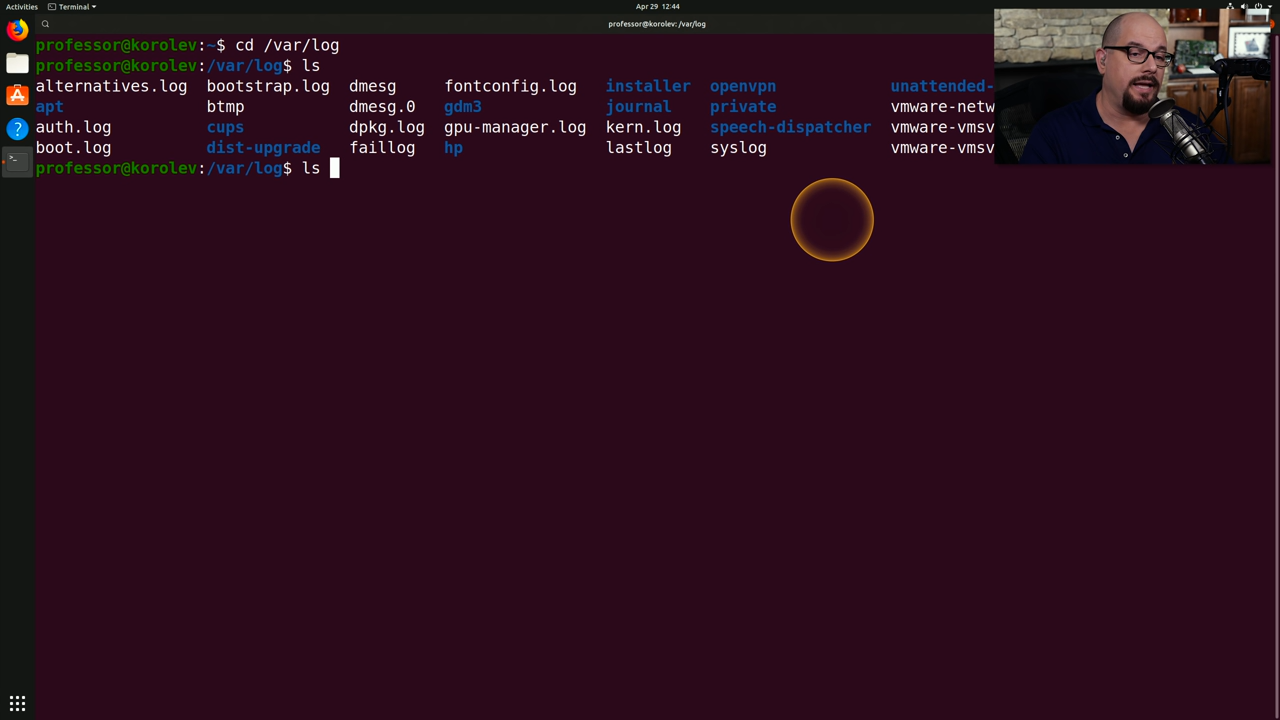 Activities Terminal Apr 29 12:44
professor@korolev: /var/log
professor@korolev:~$ cd /var/log
professor@korolev:/var/log$ ls
alternatives.log bootstrap.log dmesg fontconfig.log installer openvpn unattended-
apt btmp dmesg.0 gdm3 journal private vmware-netw
auth.log cups dpkg.log gpu-manager.log kern.log speech-dispatcher vmware-vmsv
boot.log dist-upgrade faillog hp lastlog syslog vmware-vmsv
professor@korolev:/var/log$ ls